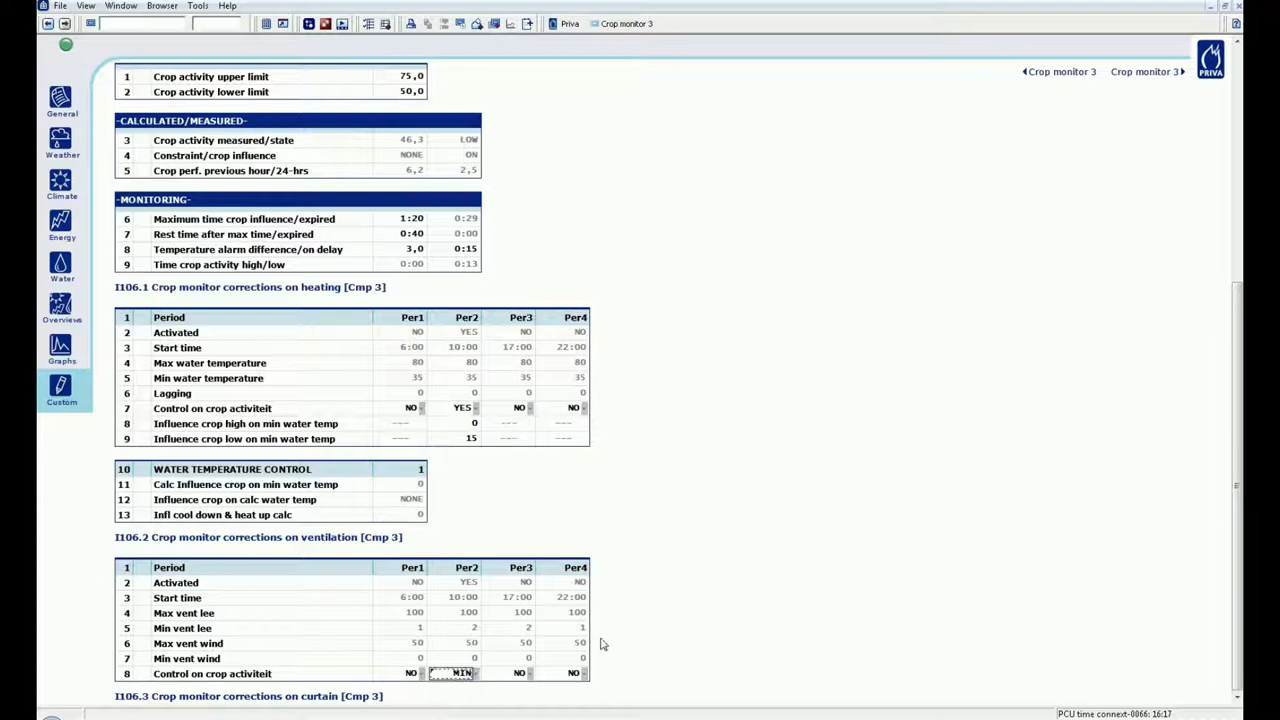 File View Window Browser Tools Help
Priva Crop monitor 3
Crop monitor 3 Crop monitor 3
PRIVA
General
Weather
Climate
Energy
Water
Overviews
Graphs
Custom
1 Crop activity upper limit 75,0
2 Crop activity lower limit 50,0
-CALCULATED/MEASURED-
3 Crop activity measured/state 46,3 LOW
4 Constraint/crop influence NONE ON
5 Crop perf. previous hour/24-hrs 6,2 2,5
-MONITORING-
6 Maximum time crop influence/expired 1:20 0:29
7 Rest time after max time/expired 0:40 0:00
8 Temperature alarm difference/on delay 3,0 0:15
9 Time crop activity high/low 0:00 0:13
I106.1 Crop monitor corrections on heating [Cmp 3]
1 Period Per1 Per2 Per3 Per4
2 Activated NO YES NO NO
3 Start time 6:00 10:00 17:00 22:00
4 Max water temperature 80 80 80 80
5 Min water temperature 35 35 35 35
6 Lagging 0 0 0 0
7 Control on crop activiteit NO YES NO NO
8 Influence crop high on min water temp --- 0 --- ---
9 Influence crop low on min water temp --- 15 --- ---
10 WATER TEMPERATURE CONTROL 1
11 Calc Influence crop on min water temp 0
12 Influence crop on calc water temp NONE
13 Infl cool down & heat up calc 0
I106.2 Crop monitor corrections on ventilation [Cmp 3]
1 Period Per1 Per2 Per3 Per4
2 Activated NO YES NO NO
3 Start time 6:00 10:00 17:00 22:00
4 Max vent lee 100 100 100 100
5 Min vent lee 1 2 2 1
6 Max vent wind 50 50 50 50
7 Min vent wind 0 0 0 0
8 Control on crop activiteit NO MIN NO NO
I106.3 Crop monitor corrections on curtain [Cmp 3]
PCU time connext-0066: 16:17